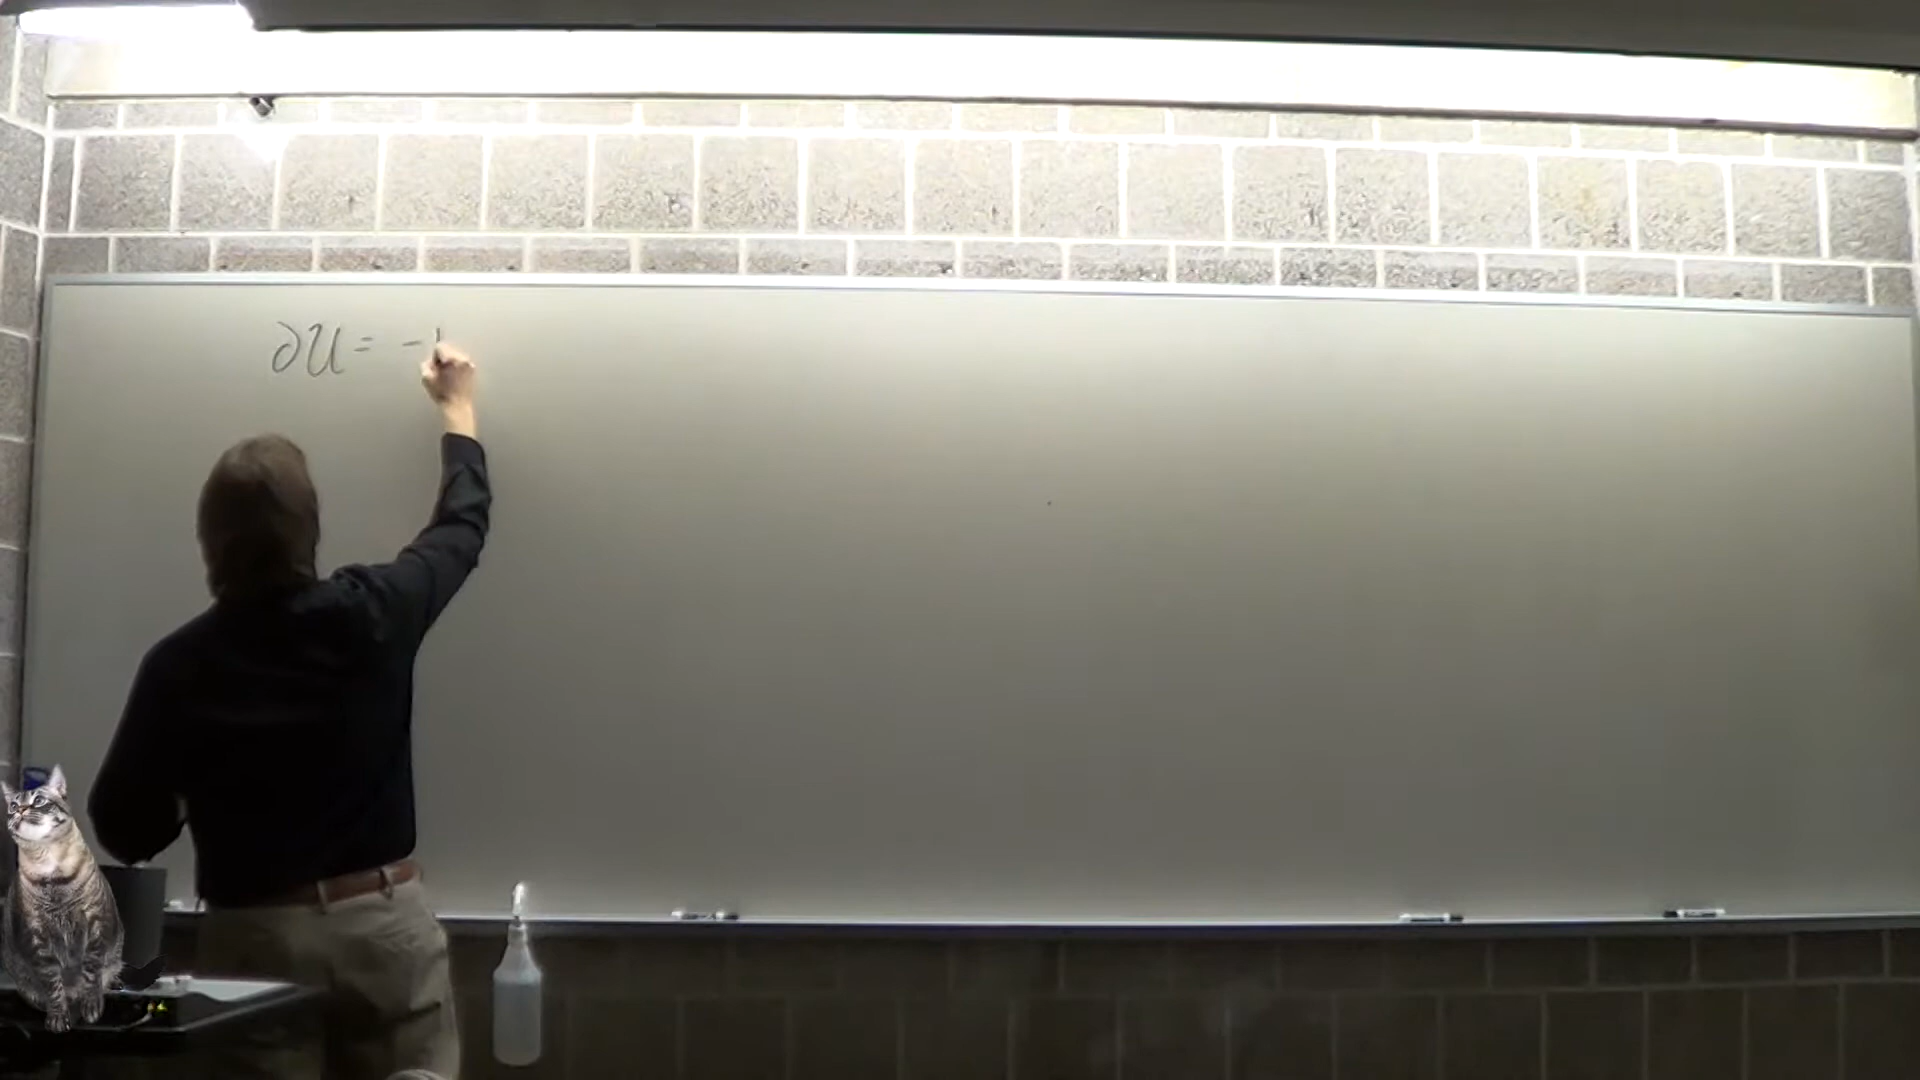 ∂U = -